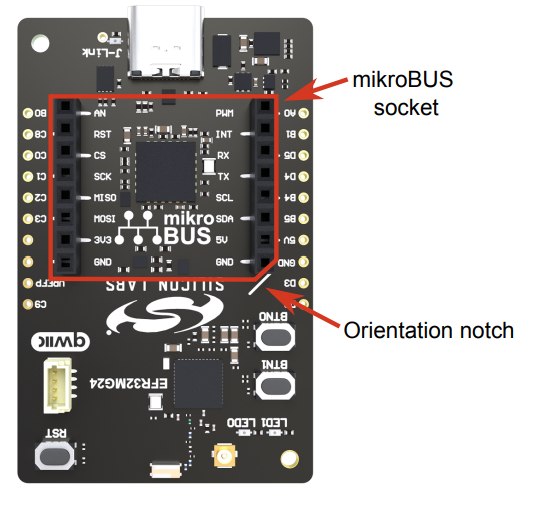 J-Link
mikroBUS
socket
B0 AN PWM A0
C8 RST INT B1
C0 CS RX D5
C1 SCK TX D4
C2 MISO SCL B4
C3 MOSI SDA B5
3V3 5V 5V
GND GND GND
mikro
BUS
VREFP SILICON LABS D3
C9
BTN0
Orientation notch
qwiic
EFR32MG24
BTN1
LED0 LED1
RST